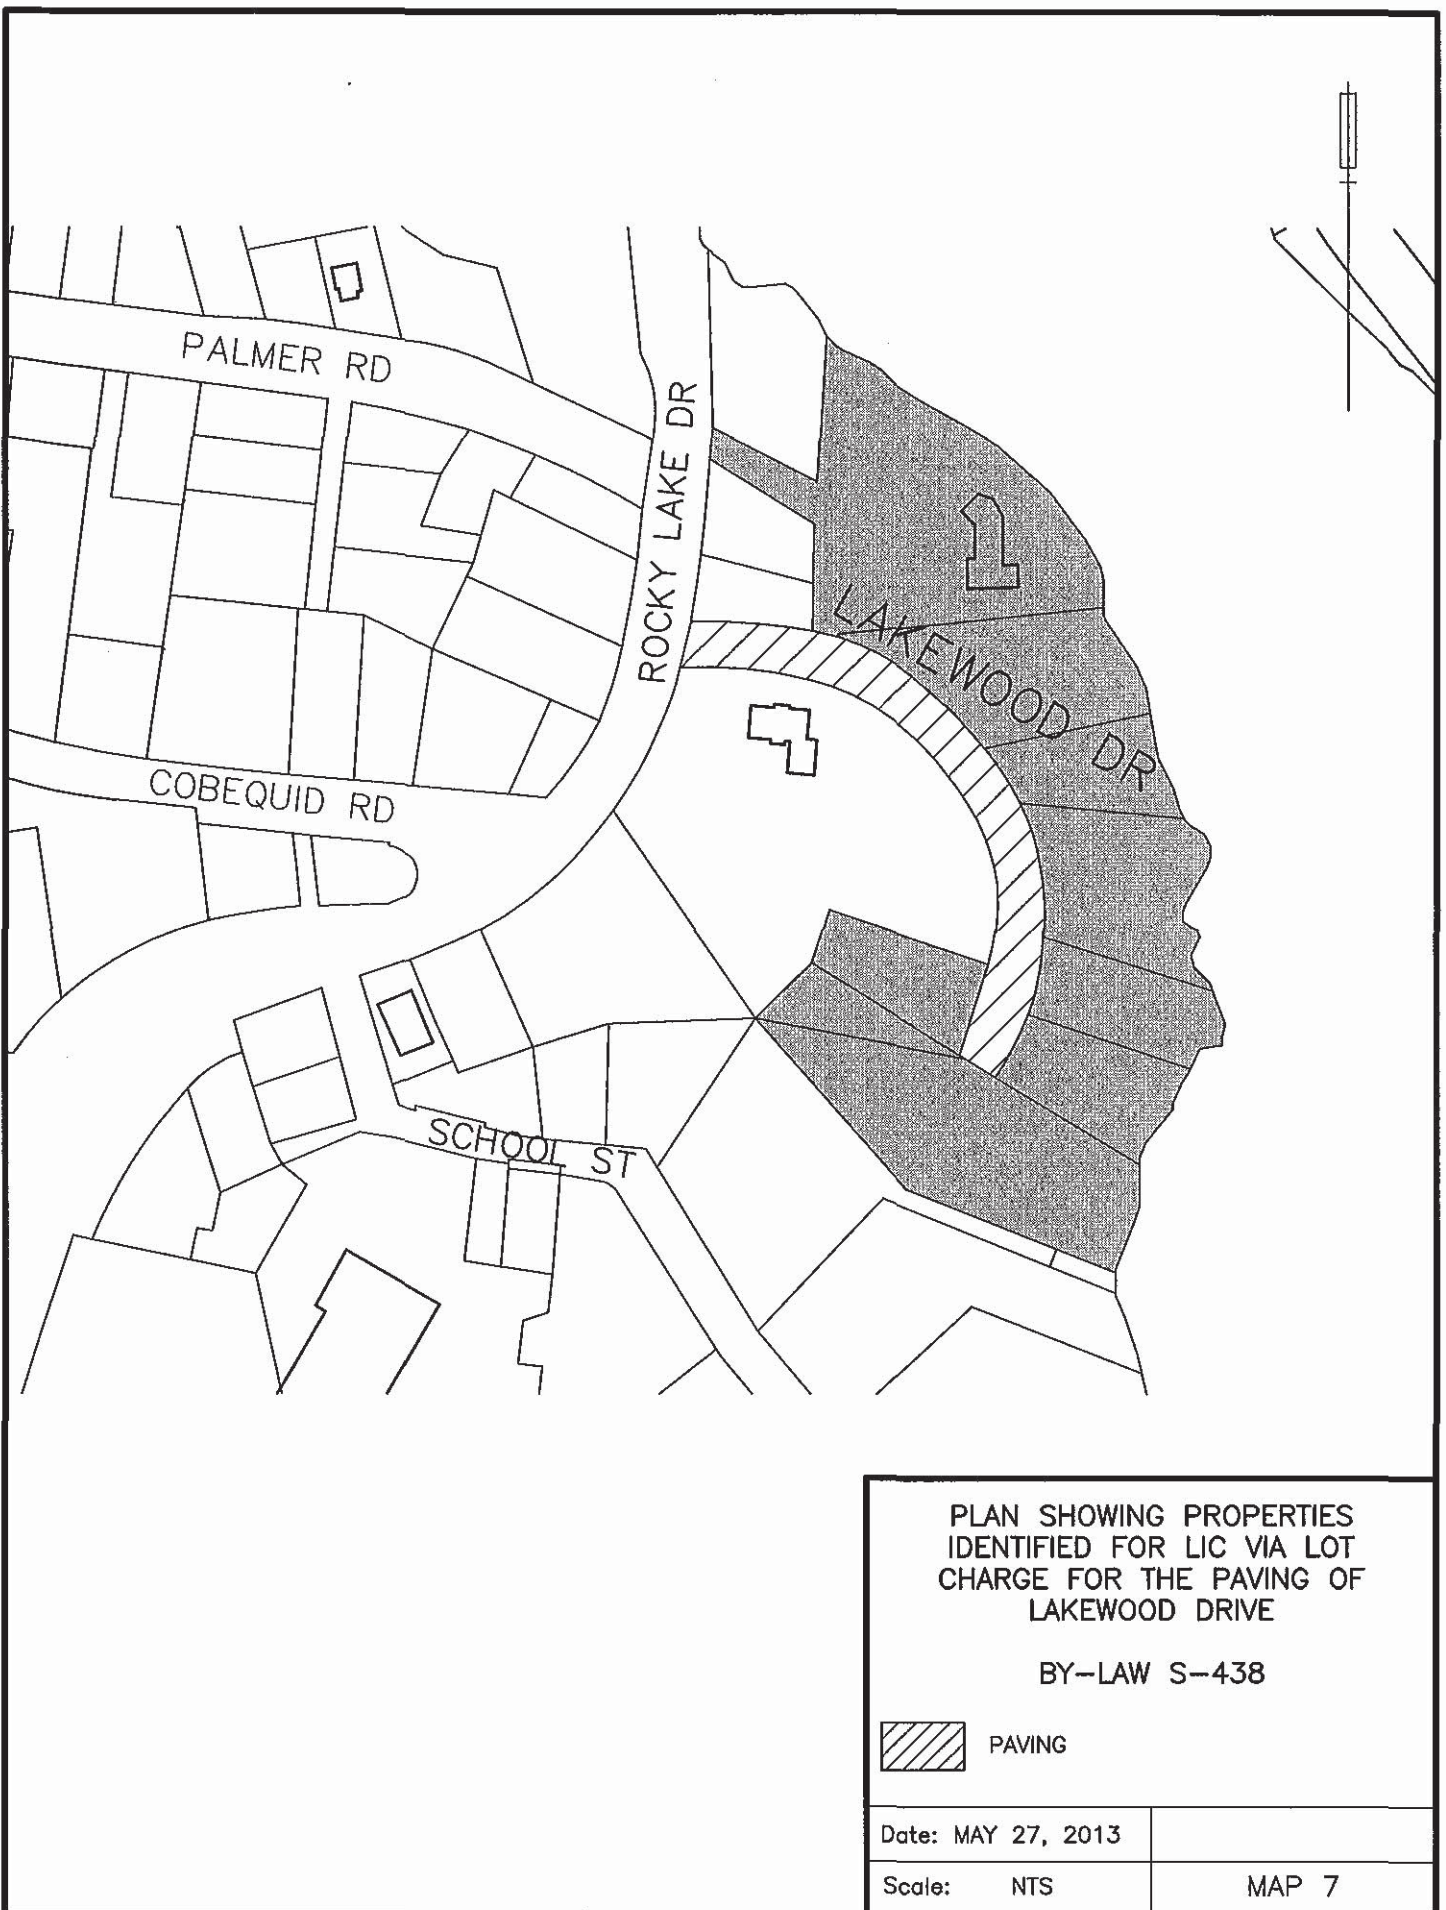 PALMER RD
ROCKY LAKE DR
LAKEWOOD DR
COBEQUID RD
SCHOOL ST
PLAN SHOWING PROPERTIES
IDENTIFIED FOR LIC VIA LOT
CHARGE FOR THE PAVING OF
LAKEWOOD DRIVE
BY-LAW S-438
PAVING
Date: MAY 27, 2013
Scale: NTS
MAP 7